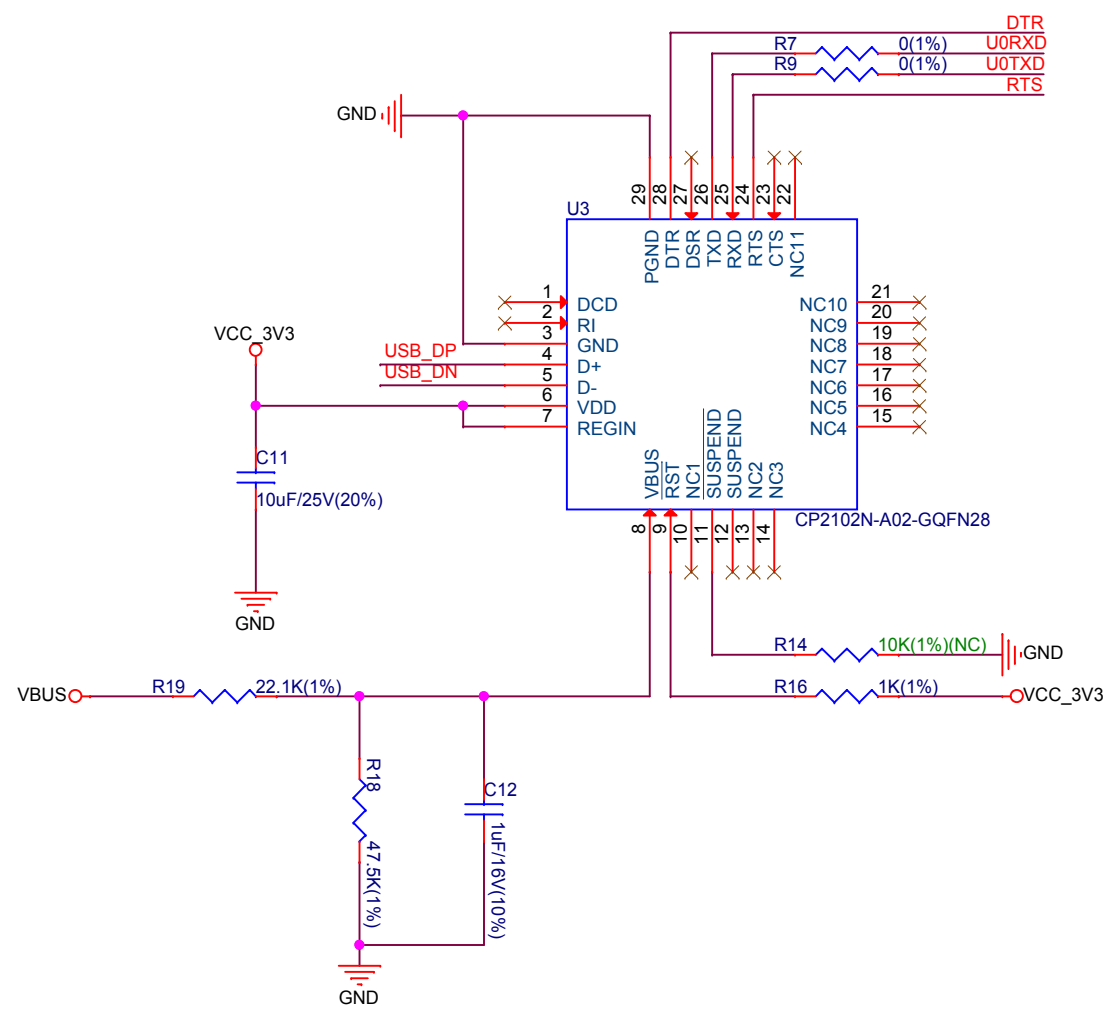 DTR
R7 0(1%) U0RXD
R9 0(1%) U0TXD
RTS
GND
29 28 27 26 25 24 23 22
U3
PGND DTR DSR TXD RXD RTS CTS NC11
1 DCD
2 RI
3 GND
USB_DP 4 D+
USB_DN 5 D-
6 VDD
7 REGIN
VCC_3V3
NC10 21
NC9 20
NC8 19
NC7 18
NC6 17
NC5 16
NC4 15
C11
10uF/25V(20%)
GND
VBUS RST NC1 SUSPEND SUSPEND NC2 NC3
8 9 10 11 12 13 14
CP2102N-A02-GQFN28
R14 10K(1%)(NC) GND
R16 1K(1%) VCC_3V3
VBUS R19 22.1K(1%)
R18
47.5K(1%)
C12
1uF/16V(10%)
GND